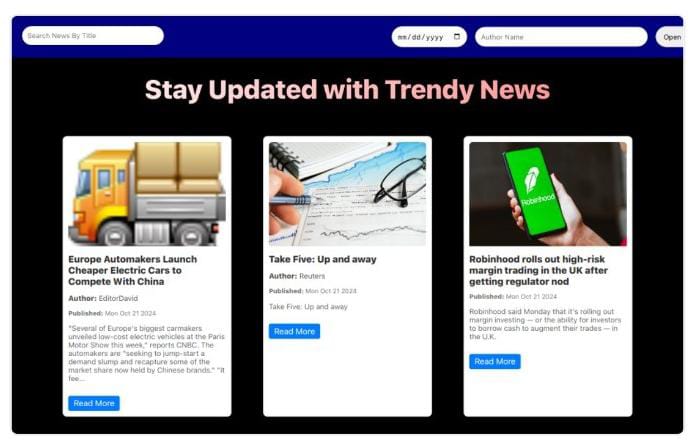 Search News By Title
mm/dd/yyyy
Author Name
Open
Stay Updated with Trendy News
Europe Automakers Launch
Cheaper Electric Cars to
Compete With China
Author: EditorDavid
Published: Mon Oct 21 2024
"Several of Europe's biggest carmakers
unveiled low-cost electric vehicles at the Paris
Motor Show this week," reports CNBC. The
automakers are "seeking to jump-start a
demand slump and recapture some of the
market share now held by Chinese brands." "It
fee...
Read More
Take Five: Up and away
Author: Reuters
Published: Mon Oct 21 2024
Take Five: Up and away
Read More
Robinhood
Robinhood rolls out high-risk
margin trading in the UK after
getting regulator nod
Published: Mon Oct 21 2024
Robinhood said Monday that it's rolling out
margin investing — or the ability for investors
to borrow cash to augment their trades — in
the U.K.
Read More